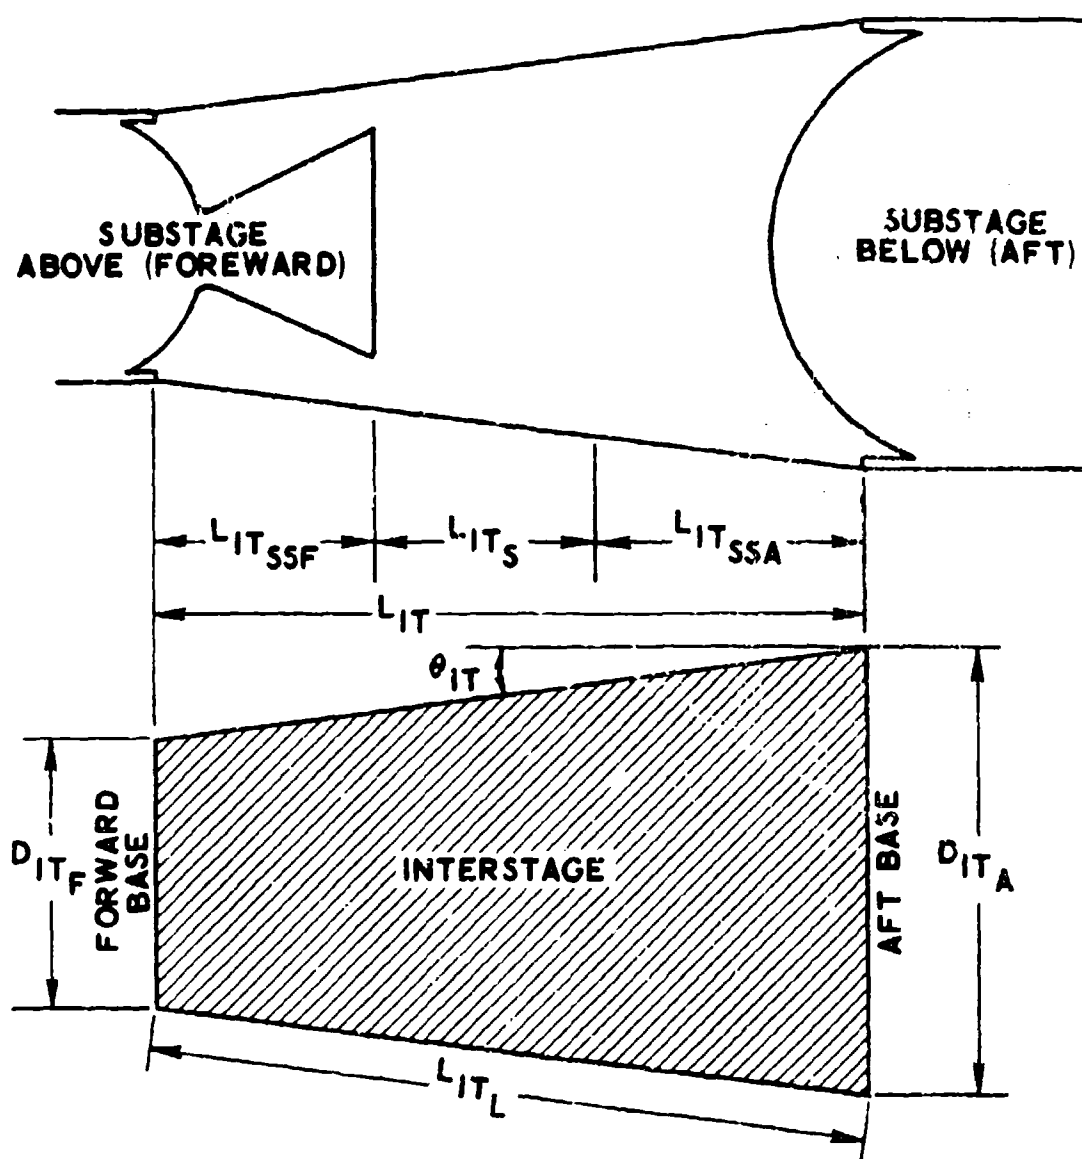 SUBSTAGE
ABOVE (FOREWARD)
SUBSTAGE
BELOW (AFT)
L IT SSF
L IT S
L IT SSA
L IT
θ IT
D IT F
FORWARD
BASE
INTERSTAGE
AFT BASE
D IT A
L IT L